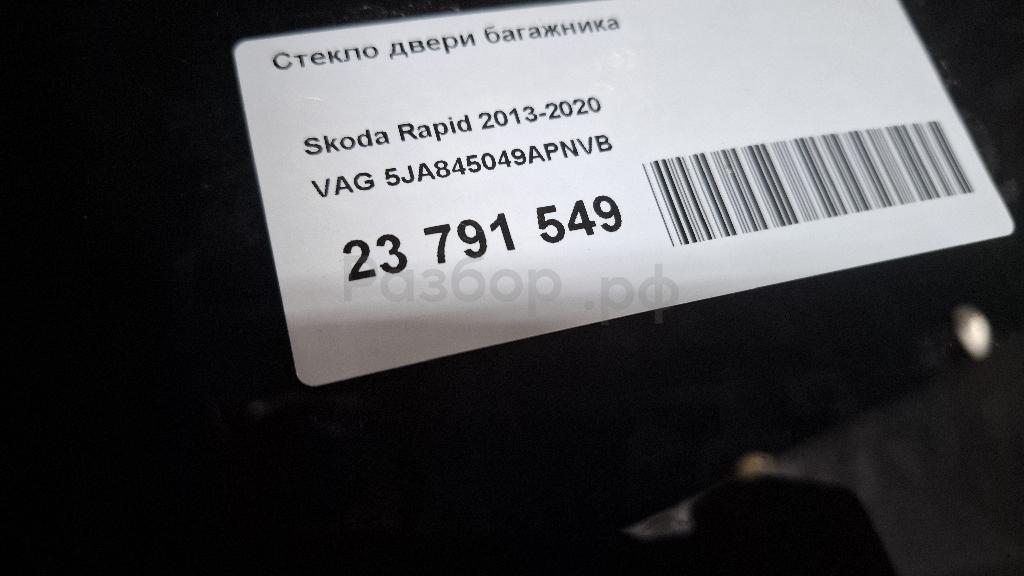 Стекло двери багажника
Skoda Rapid 2013-2020
VAG 5JA845049APNVB
23 791 549
Разбор.рф